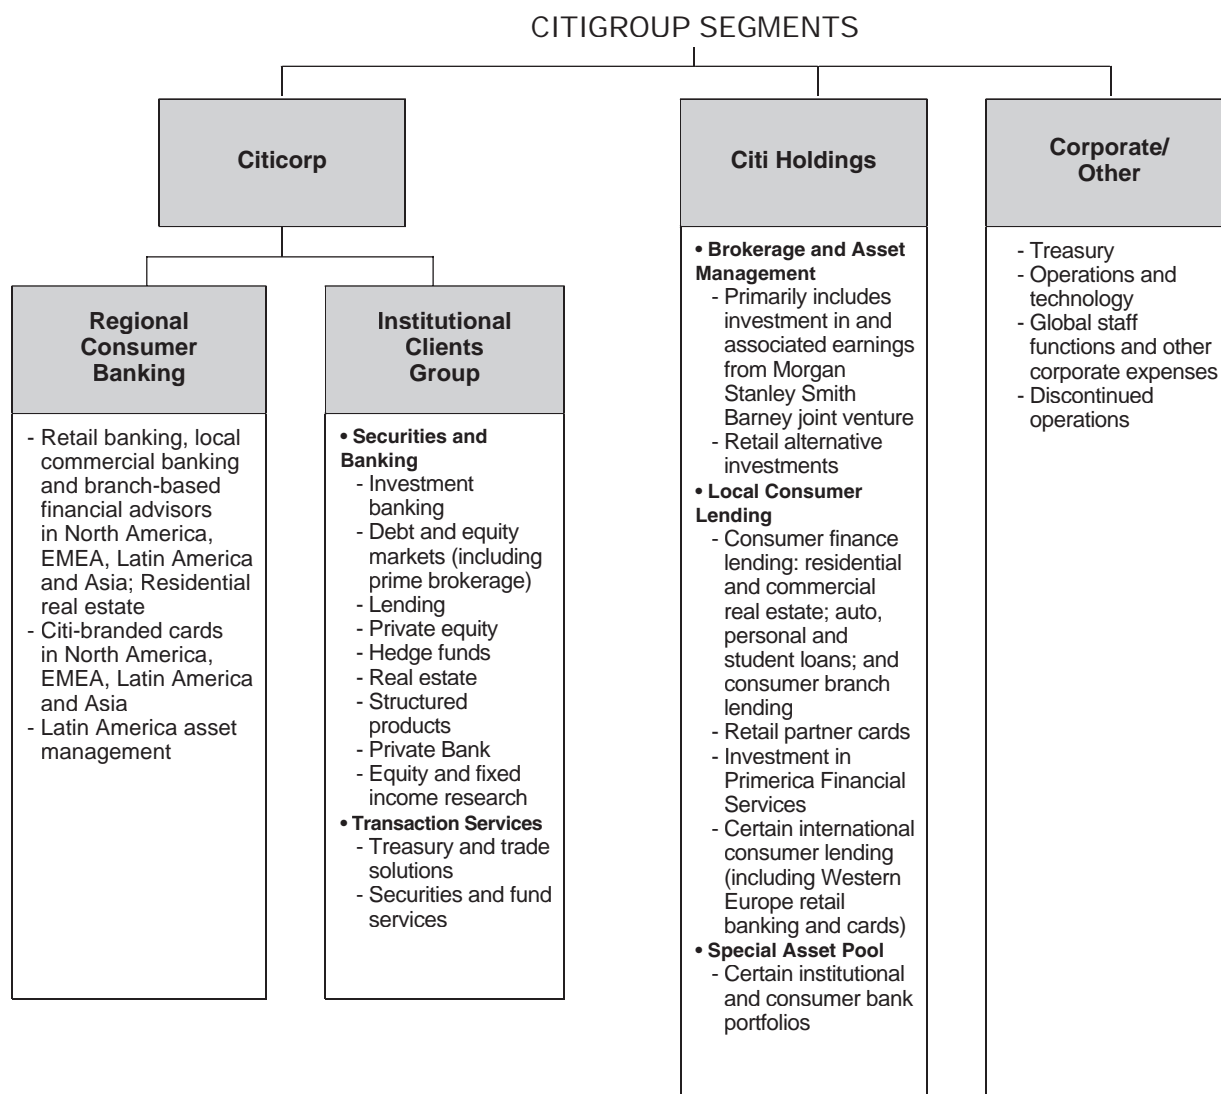 CITIGROUP SEGMENTS
Citicorp
Regional
Consumer
Banking
- Retail banking, local
commercial banking
and branch-based
financial advisors
in North America,
EMEA, Latin America
and Asia; Residential
real estate
- Citi-branded cards
in North America,
EMEA, Latin America
and Asia
- Latin America asset
management
Institutional
Clients
Group
• Securities and
Banking
- Investment
banking
- Debt and equity
markets (including
prime brokerage)
- Lending
- Private equity
- Hedge funds
- Real estate
- Structured
products
- Private Bank
- Equity and fixed
income research
• Transaction Services
- Treasury and trade
solutions
- Securities and fund
services
Citi Holdings
• Brokerage and Asset
Management
- Primarily includes
investment in and
associated earnings
from Morgan
Stanley Smith
Barney joint venture
- Retail alternative
investments
• Local Consumer
Lending
- Consumer finance
lending: residential
and commercial
real estate; auto,
personal and
student loans; and
consumer branch
lending
- Retail partner cards
- Investment in
Primerica Financial
Services
- Certain international
consumer lending
(including Western
Europe retail
banking and cards)
• Special Asset Pool
- Certain institutional
and consumer bank
portfolios
Corporate/
Other
- Treasury
- Operations and
technology
- Global staff
functions and other
corporate expenses
- Discontinued
operations